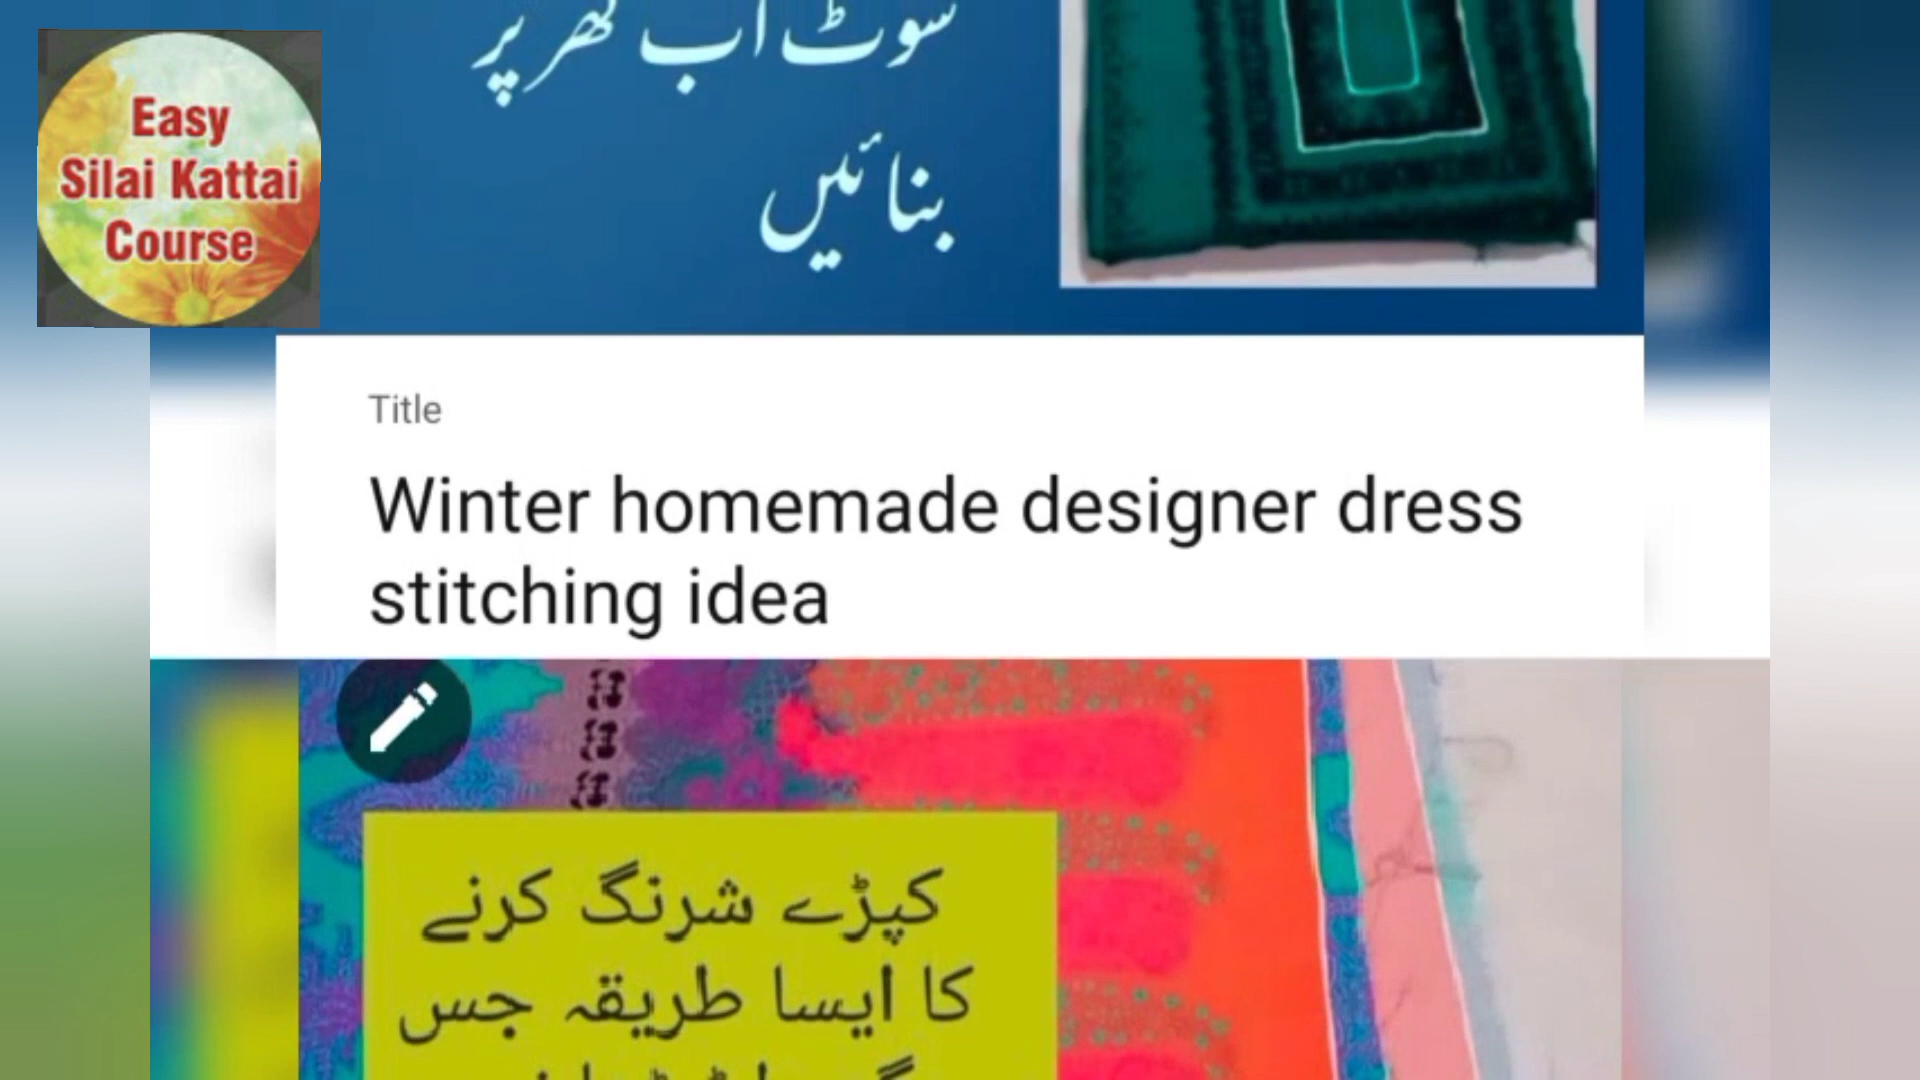 Easy
Silai Kattai
Course
سوٹ اب گھر پر
بنائیں
Title
Winter homemade designer dress
stitching idea
کپڑے شرنگ کرنے
کا ایسا طریقہ جس